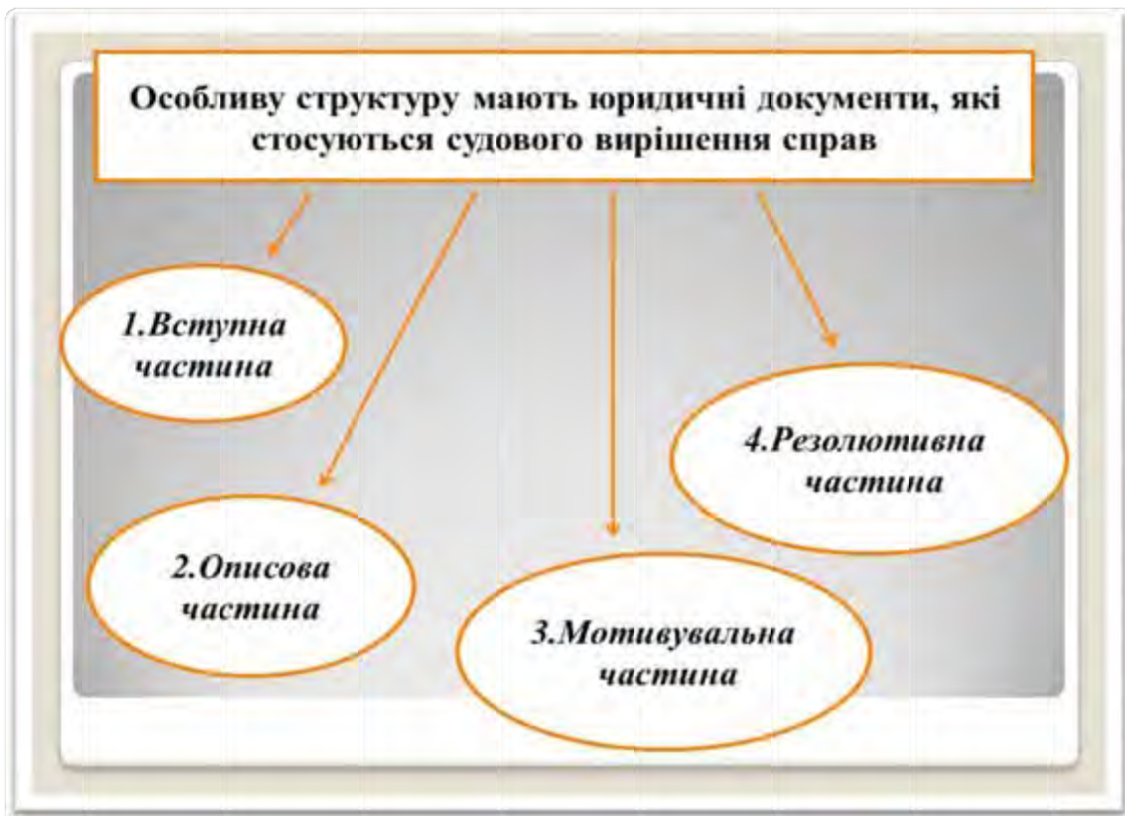 Особливу структуру мають юридичні документи, які
стосуються судового вирішення справ
1.Вступна
частина
2.Описова
частина
3.Мотивувальна
частина
4.Резолютивна
частина